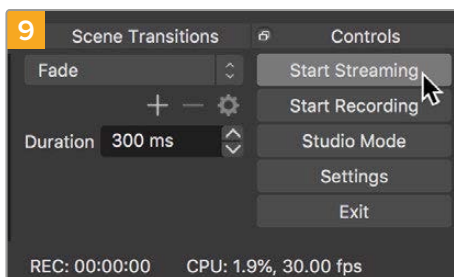 9
Scene Transitions
Controls
Fade
Start Streaming
Start Recording
Duration 300 ms
Studio Mode
Settings
Exit
REC: 00:00:00 CPU: 1.9%, 30.00 fps